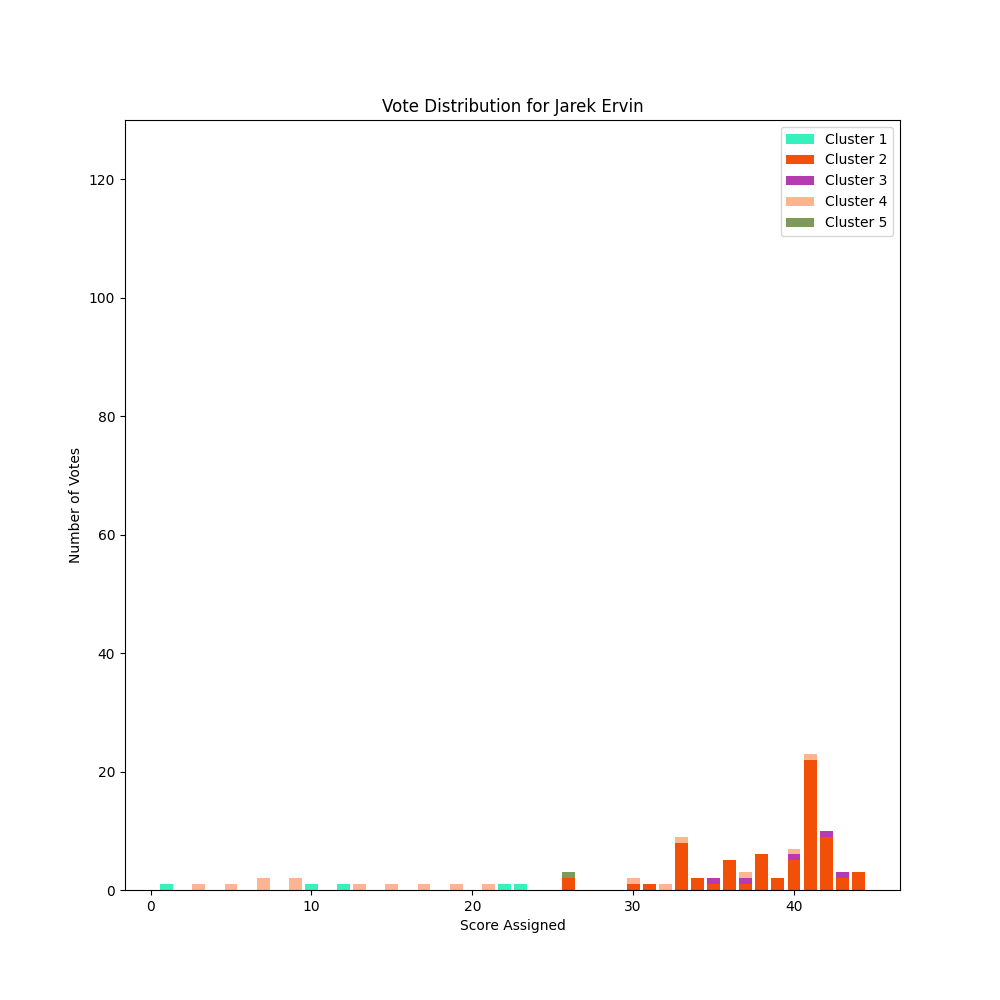 Vote Distribution for Jarek Ervin
Cluster 1
Cluster 2
Cluster 3
Cluster 4
Cluster 5
120
100
80
60
40
20
0
Number of Votes
0 10 20 30 40
Score Assigned